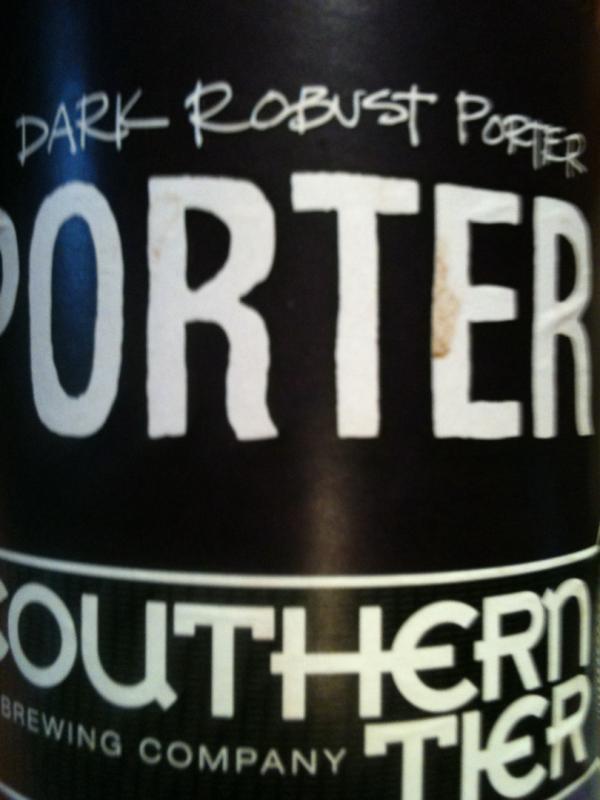 DARK ROBUST PORTER
PORTER
SOUTHERN
BREWING COMPANY TIER